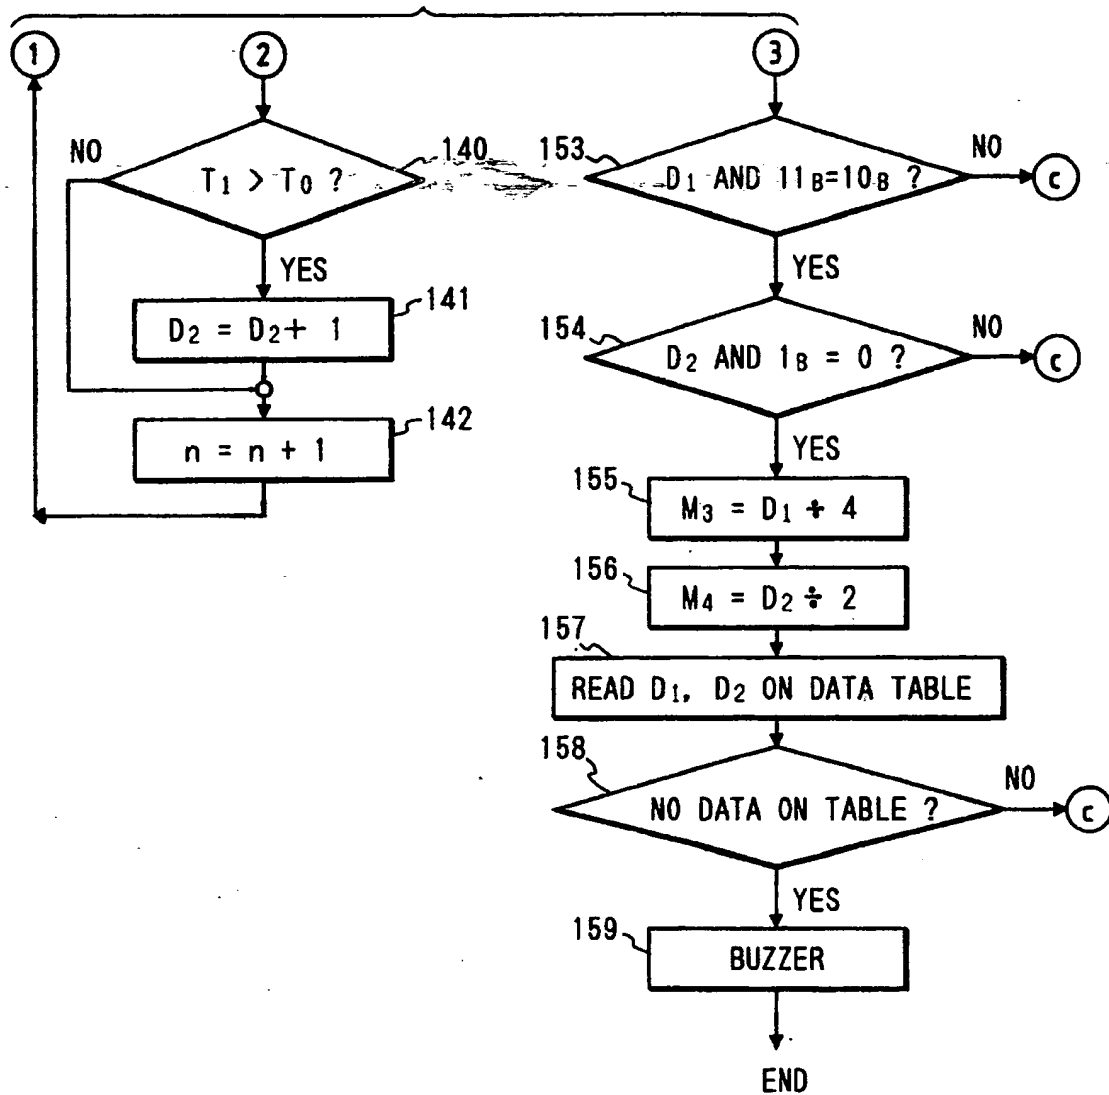 1
2
3
NO
T1 > T0 ?
140
YES
D2 = D2 + 1
141
n = n + 1
142
153
D1 AND 11B=10B ?
NO
c
YES
154
D2 AND 1B = 0 ?
NO
c
YES
155
M3 = D1 ÷ 4
156
M4 = D2 ÷ 2
157
READ D1, D2 ON DATA TABLE
158
NO DATA ON TABLE ?
NO
c
YES
159
BUZZER
END